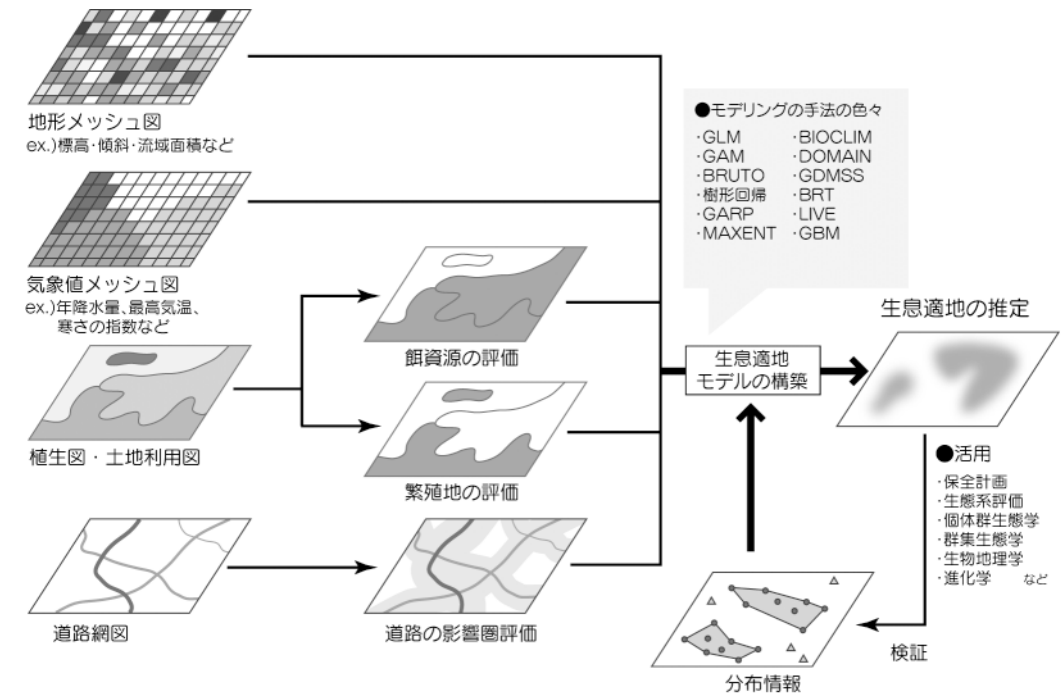 地形メッシュ図
ex.)標高・傾斜・流域面積など
気象値メッシュ図
ex.)年降水量、最高気温、
寒さの指数など
植生図・土地利用図
道路網図
餌資源の評価
繁殖地の評価
道路の影響圏評価
●モデリングの手法の色々
・GLM
・GAM
・BRUTO
・樹形回帰
・GARP
・MAXENT
・BIOCLIM
・DOMAIN
・GDMSS
・BRT
・LIVE
・GBM
生息適地
モデルの構築
生息適地の推定
●活用
・保全計画
・生態系評価
・個体群生態学
・群集生態学
・生物地理学
・進化学 など
検証
分布情報